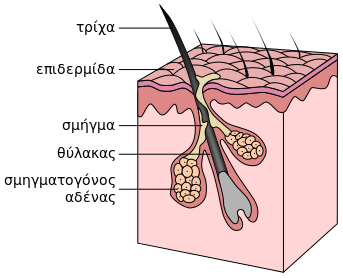 τρίχα
επιδερμίδα
σμήγμα
θύλακας
σμηγματογόνος
αδένας